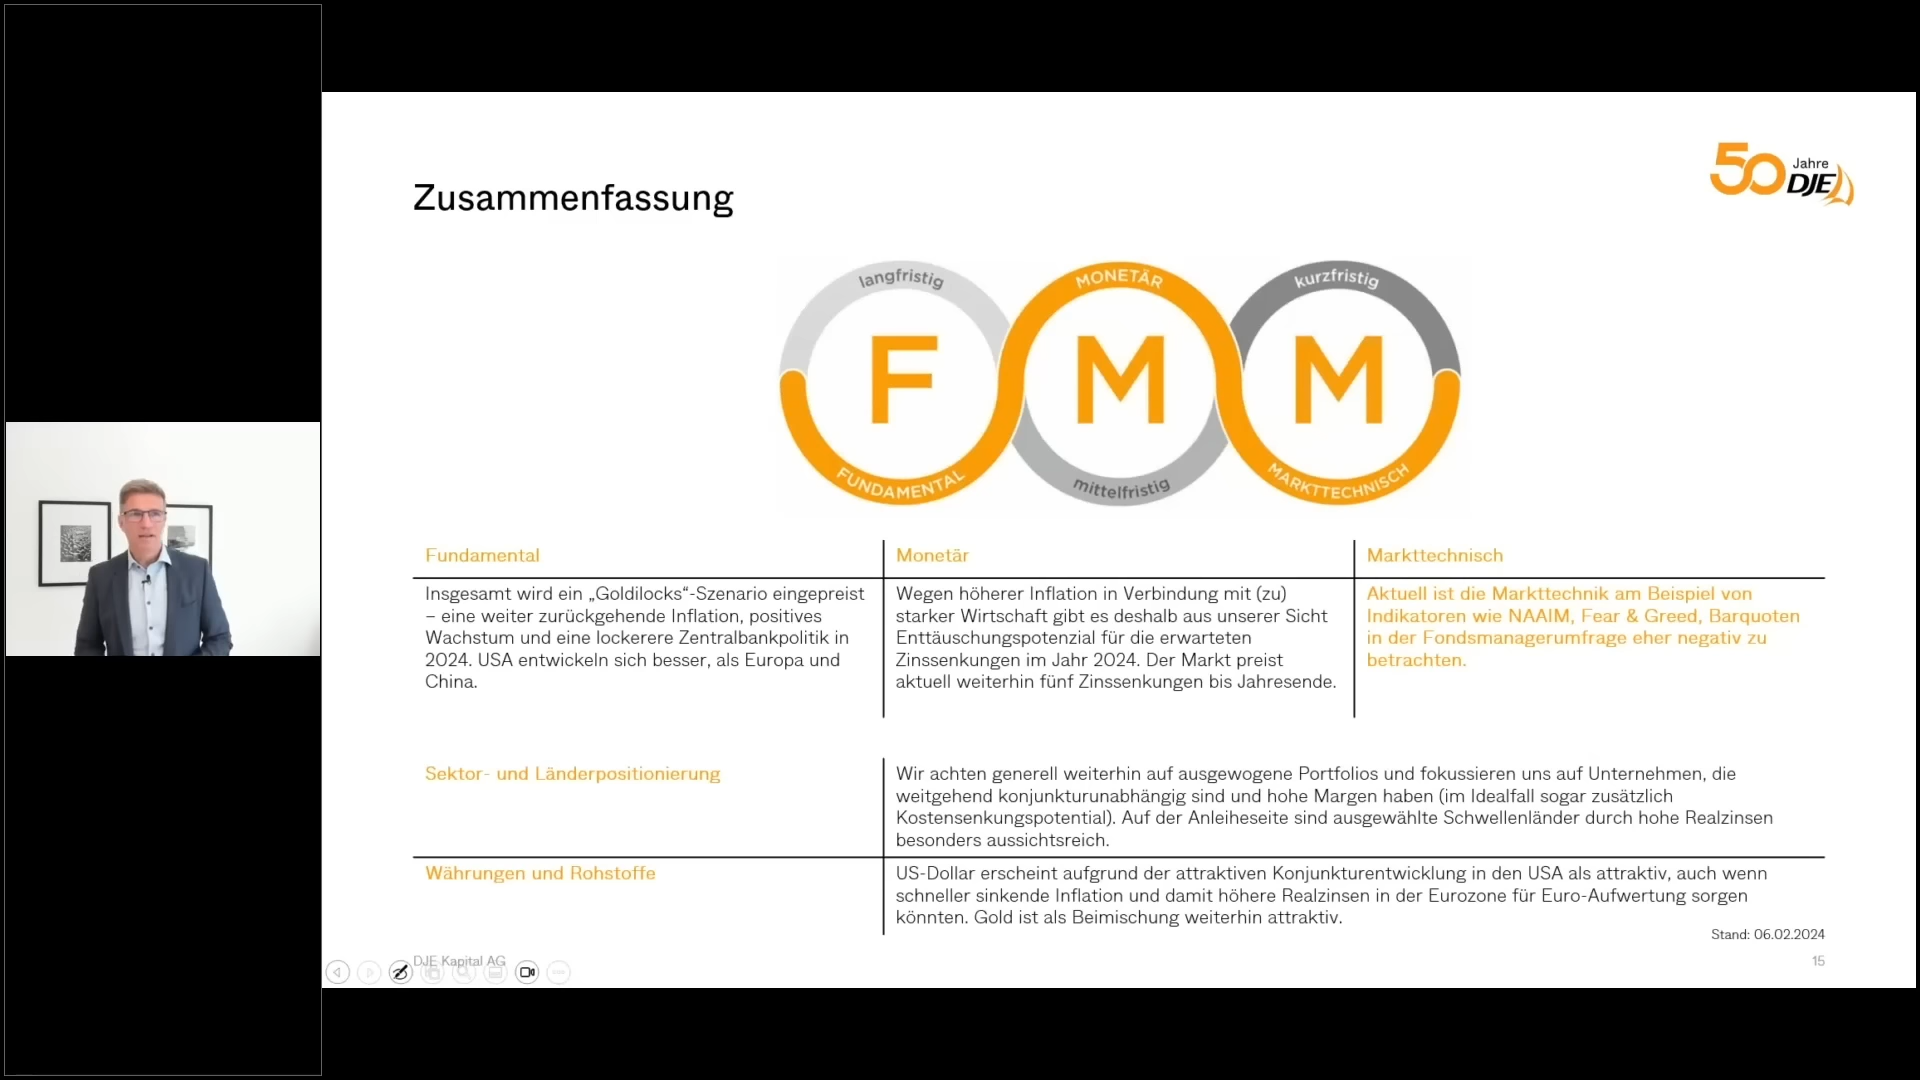 50 Jahre
DJE
Zusammenfassung
langfristig
MONETÄR
kurzfristig
F
M
M
FUNDAMENTAL
mittelfristig
MARKTTECHNISCH
Fundamental
Insgesamt wird ein „Goldilocks“-Szenario eingepreist
– eine weiter zurückgehende Inflation, positives
Wachstum und eine lockerere Zentralbankpolitik in
2024. USA entwickeln sich besser, als Europa und
China.
Monetär
Wegen höherer Inflation in Verbindung mit (zu)
starker Wirtschaft gibt es deshalb aus unserer Sicht
Enttäuschungspotenzial für die erwarteten
Zinssenkungen im Jahr 2024. Der Markt preist
aktuell weiterhin fünf Zinssenkungen bis Jahresende.
Markttechnisch
Aktuell ist die Markttechnik am Beispiel von
Indikatoren wie NAAIM, Fear & Greed, Barquoten
in der Fondsmanagerumfrage eher negativ zu
betrachten.
Sektor- und Länderpositionierung
Wir achten generell weiterhin auf ausgewogene Portfolios und fokussieren uns auf Unternehmen, die
weitgehend konjunkturunabhängig sind und hohe Margen haben (im Idealfall sogar zusätzlich
Kostensenkungspotential). Auf der Anleiheseite sind ausgewählte Schwellenländer durch hohe Realzinsen
besonders aussichtsreich.
Währungen und Rohstoffe
US-Dollar erscheint aufgrund der attraktiven Konjunkturentwicklung in den USA als attraktiv, auch wenn
schneller sinkende Inflation und damit höhere Realzinsen in der Eurozone für Euro-Aufwertung sorgen
könnten. Gold ist als Beimischung weiterhin attraktiv.
Stand: 06.02.2024
DJE Kapital AG
15